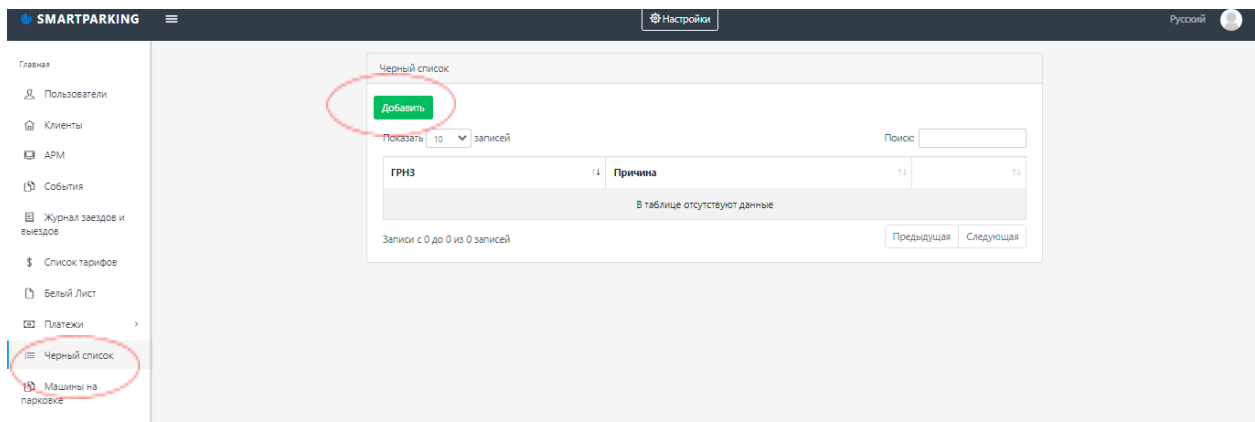 SMARTPARKING
Настройки
Русский
Главная
Пользователи
Клиенты
АРМ
События
Журнал заездов и
выездов
$ Список тарифов
Белый Лист
Платежи
Черный список
Машины на
парковке
Черный список
Добавить
Показать 10 записей
Поиск:
ГРНЗ Причина
В таблице отсутствуют данные
Записи с 0 до 0 из 0 записей
Предыдущая Следующая